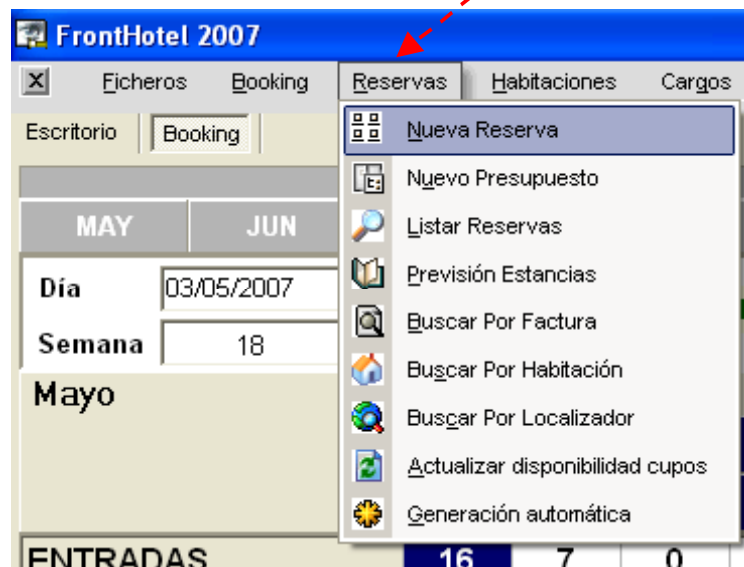 FrontHotel 2007
X Ficheros Booking Reservas Habitaciones Cargos
Escritorio Booking
Nueva Reserva
Nuevo Presupuesto
MAY JUN
Listar Reservas
Previsión Estancias
Día 03/05/2007
Buscar Por Factura
Semana 18
Buscar Por Habitación
Mayo
Buscar Por Localizador
Actualizar disponibilidad cupos
Generación automática
ENTRADAS 16 7 0